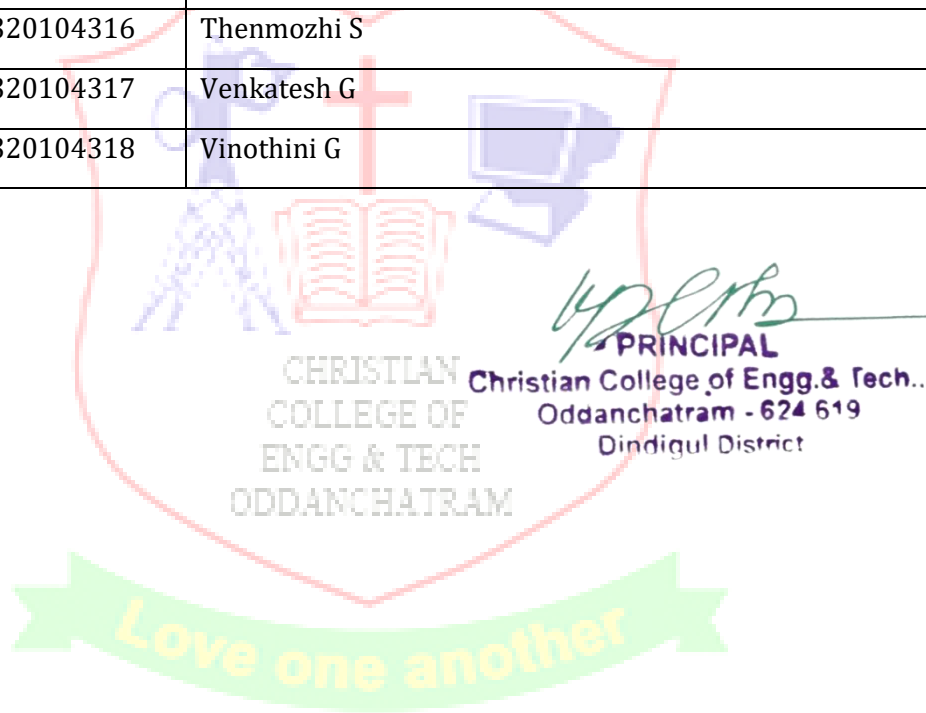 320104316 Thenmozhi S
320104317 Venkatesh G
320104318 Vinothini G
PRINCIPAL
Christian College of Engg.& Tech..
Oddanchatram - 624 619
Dindigul District
CHRISTIAN
COLLEGE OF
ENGG & TECH
ODDANCHATRAM
Love one another